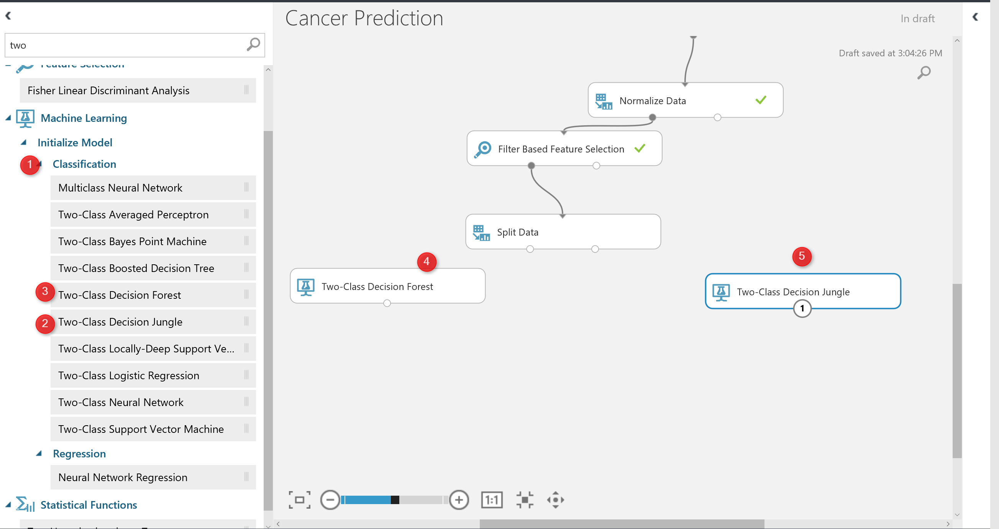 Cancer Prediction
In draft
two
Draft saved at 3:04:26 PM
Feature Selection
Fisher Linear Discriminant Analysis
Machine Learning
Initialize Model
1
Classification
Multiclass Neural Network
Two-Class Averaged Perceptron
Two-Class Bayes Point Machine
Two-Class Boosted Decision Tree
3
Two-Class Decision Forest
2
Two-Class Decision Jungle
Two-Class Locally-Deep Support Ve...
Two-Class Logistic Regression
Two-Class Neural Network
Two-Class Support Vector Machine
Regression
Neural Network Regression
Statistical Functions
Normalize Data
Filter Based Feature Selection
Split Data
4
Two-Class Decision Forest
5
Two-Class Decision Jungle
1
1:1